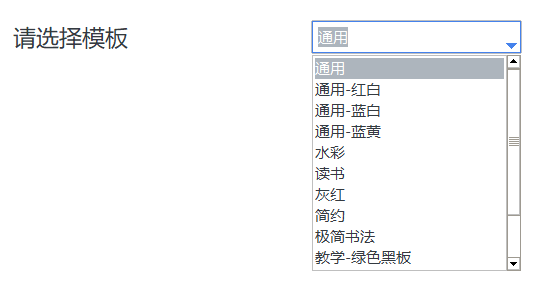 请选择模板 通用
通用
通用-红白
通用-蓝白
通用-蓝黄
水彩
读书
灰红
简约
极简书法
教学-绿色黑板